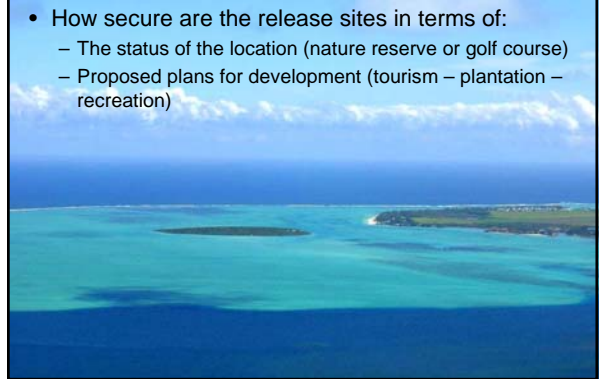 • How secure are the release sites in terms of:
– The status of the location (nature reserve or golf course)
– Proposed plans for development (tourism – plantation –
recreation)